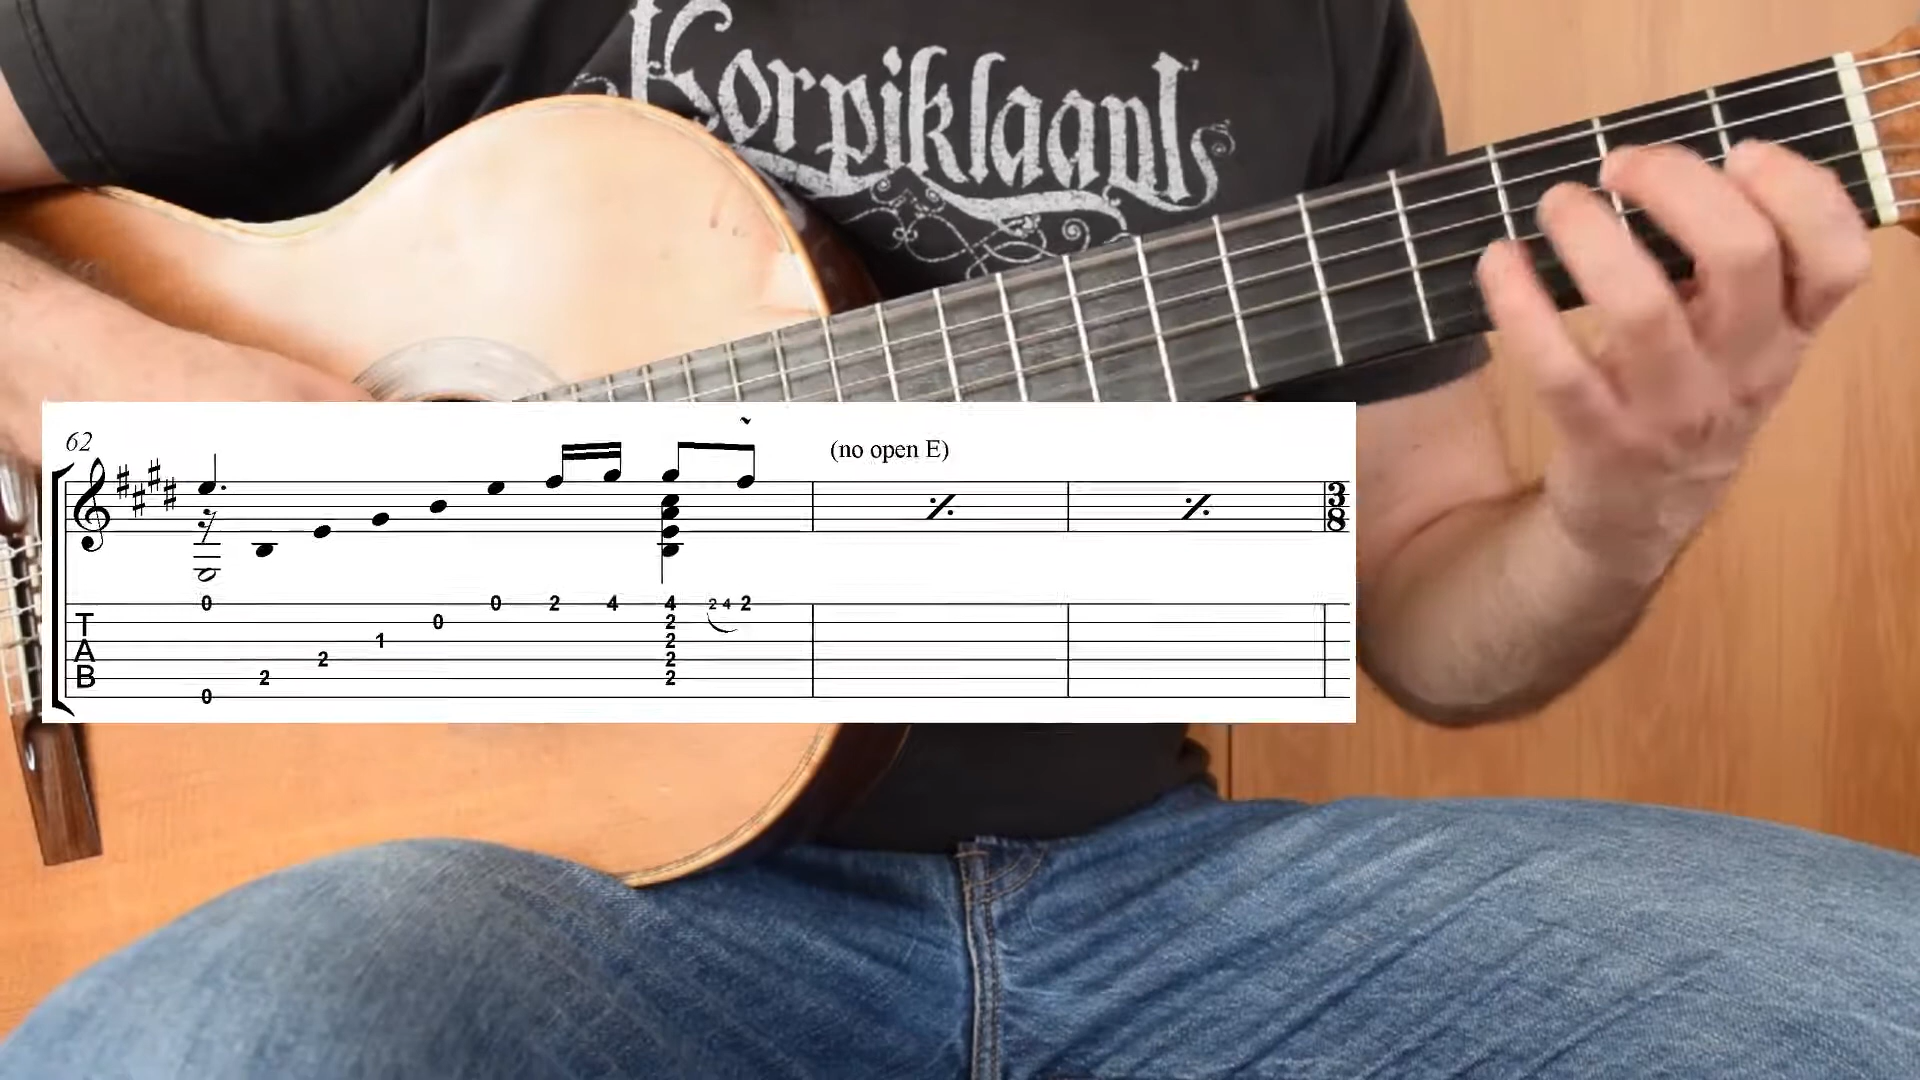 Korpiklaani
62
(no open E)
3
8
0 0 2 4 4 2 4 2
T 0 2
A 1 2
2 2
B 2 2
0